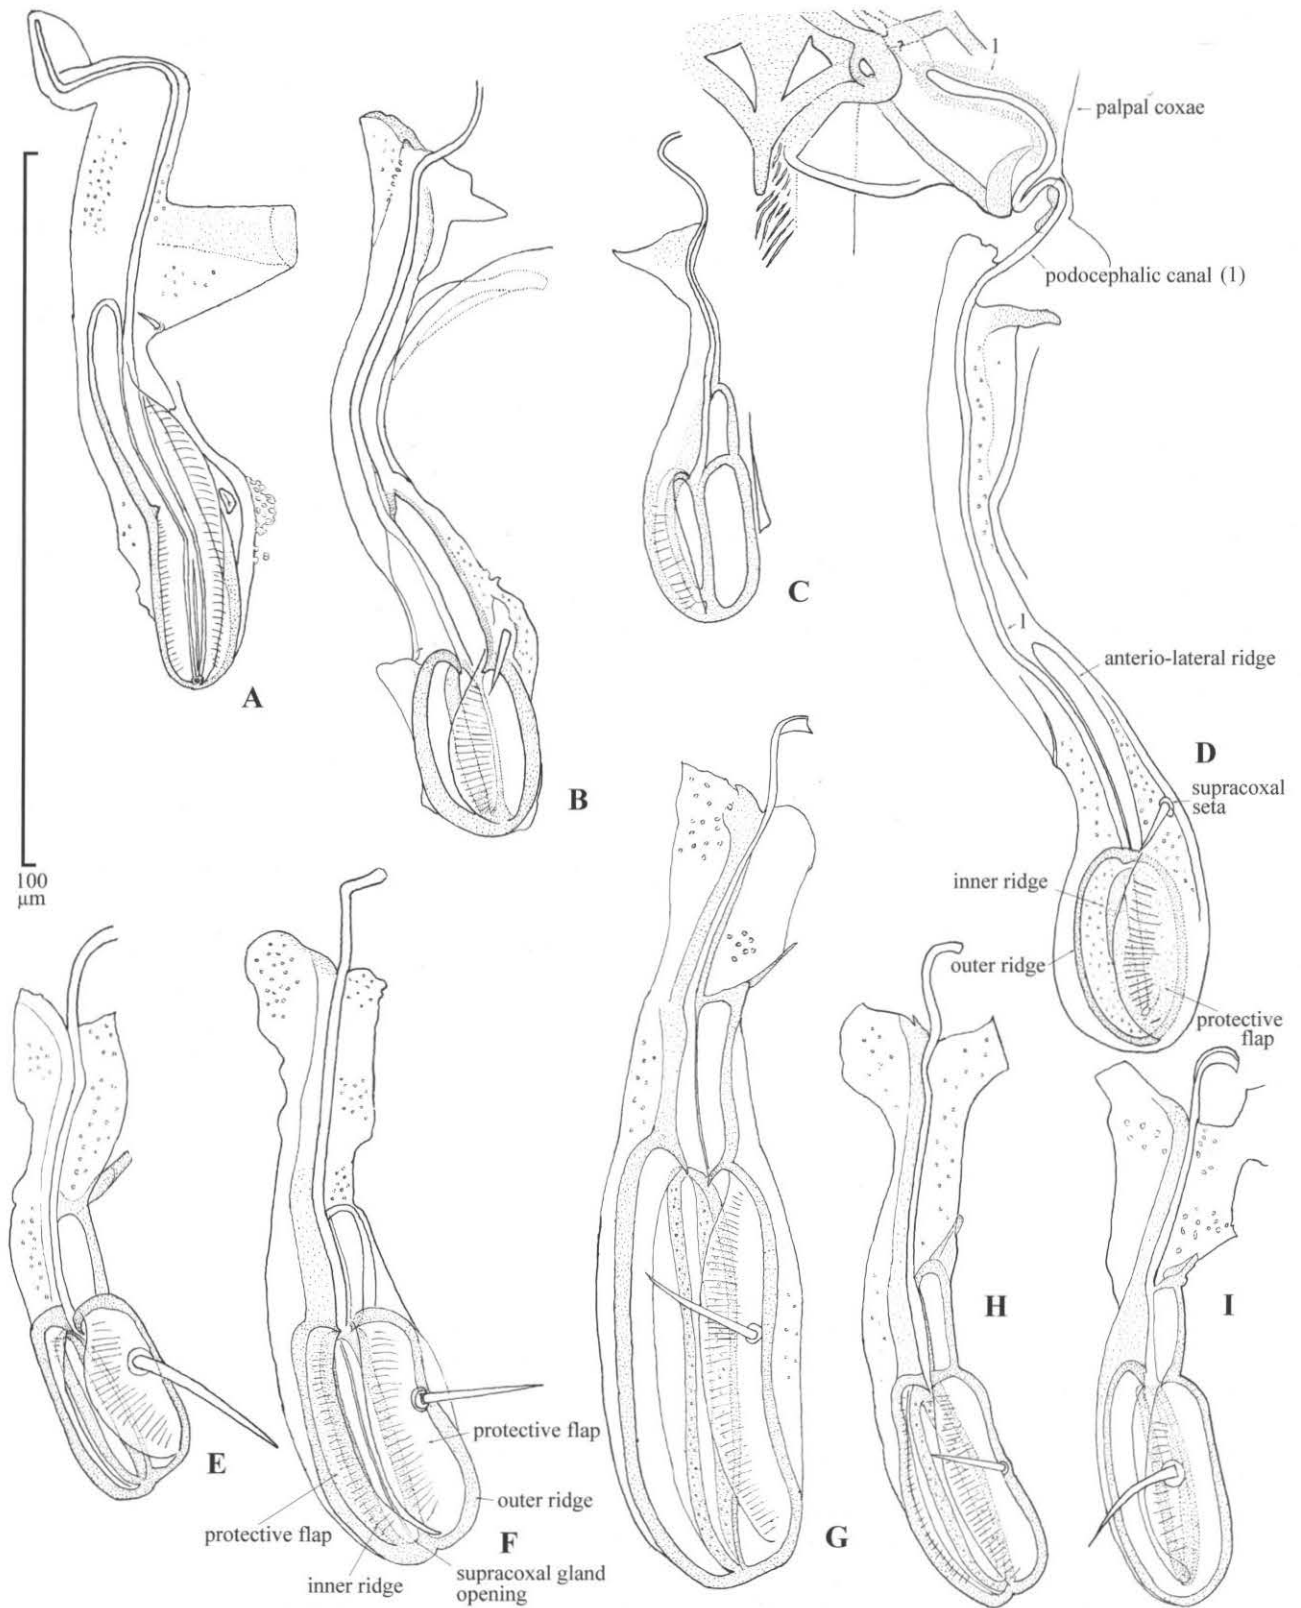 1
palpal coxae
podocephalic canal (1)
C
A
1
anterio-lateral ridge
D
B
supracoxal
seta
100
µm
inner ridge
outer ridge
protective
flap
H
I
E
protective flap
outer ridge
protective flap
F
G
inner ridge
supracoxal gland
opening